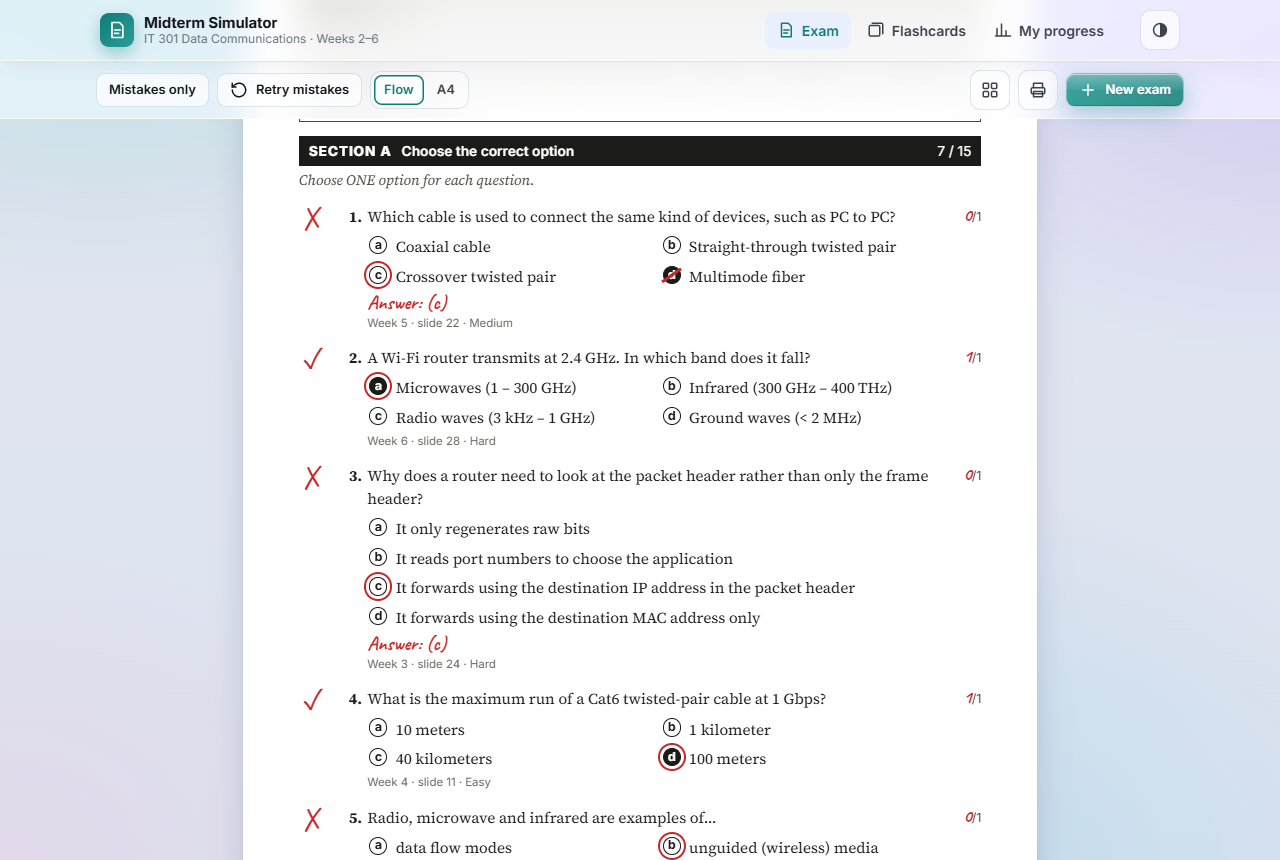 Midterm Simulator
IT 301 Data Communications · Weeks 2–6
Exam
Flashcards
My progress
Mistakes only
Retry mistakes
Flow
A4
New exam
SECTION A Choose the correct option 7 / 15
Choose ONE option for each question.
1. Which cable is used to connect the same kind of devices, such as PC to PC? 0/1
a Coaxial cable
b Straight-through twisted pair
c Crossover twisted pair
d Multimode fiber
Answer: (c)
Week 5 · slide 22 · Medium
2. A Wi-Fi router transmits at 2.4 GHz. In which band does it fall? 1/1
a Microwaves (1 – 300 GHz)
b Infrared (300 GHz – 400 THz)
c Radio waves (3 kHz – 1 GHz)
d Ground waves (< 2 MHz)
Week 6 · slide 28 · Hard
3. Why does a router need to look at the packet header rather than only the frame 0/1
header?
a It only regenerates raw bits
b It reads port numbers to choose the application
c It forwards using the destination IP address in the packet header
d It forwards using the destination MAC address only
Answer: (c)
Week 3 · slide 24 · Hard
4. What is the maximum run of a Cat6 twisted-pair cable at 1 Gbps? 1/1
a 10 meters
b 1 kilometer
c 40 kilometers
d 100 meters
Week 4 · slide 11 · Easy
5. Radio, microwave and infrared are examples of... 0/1
a data flow modes
b unguided (wireless) media